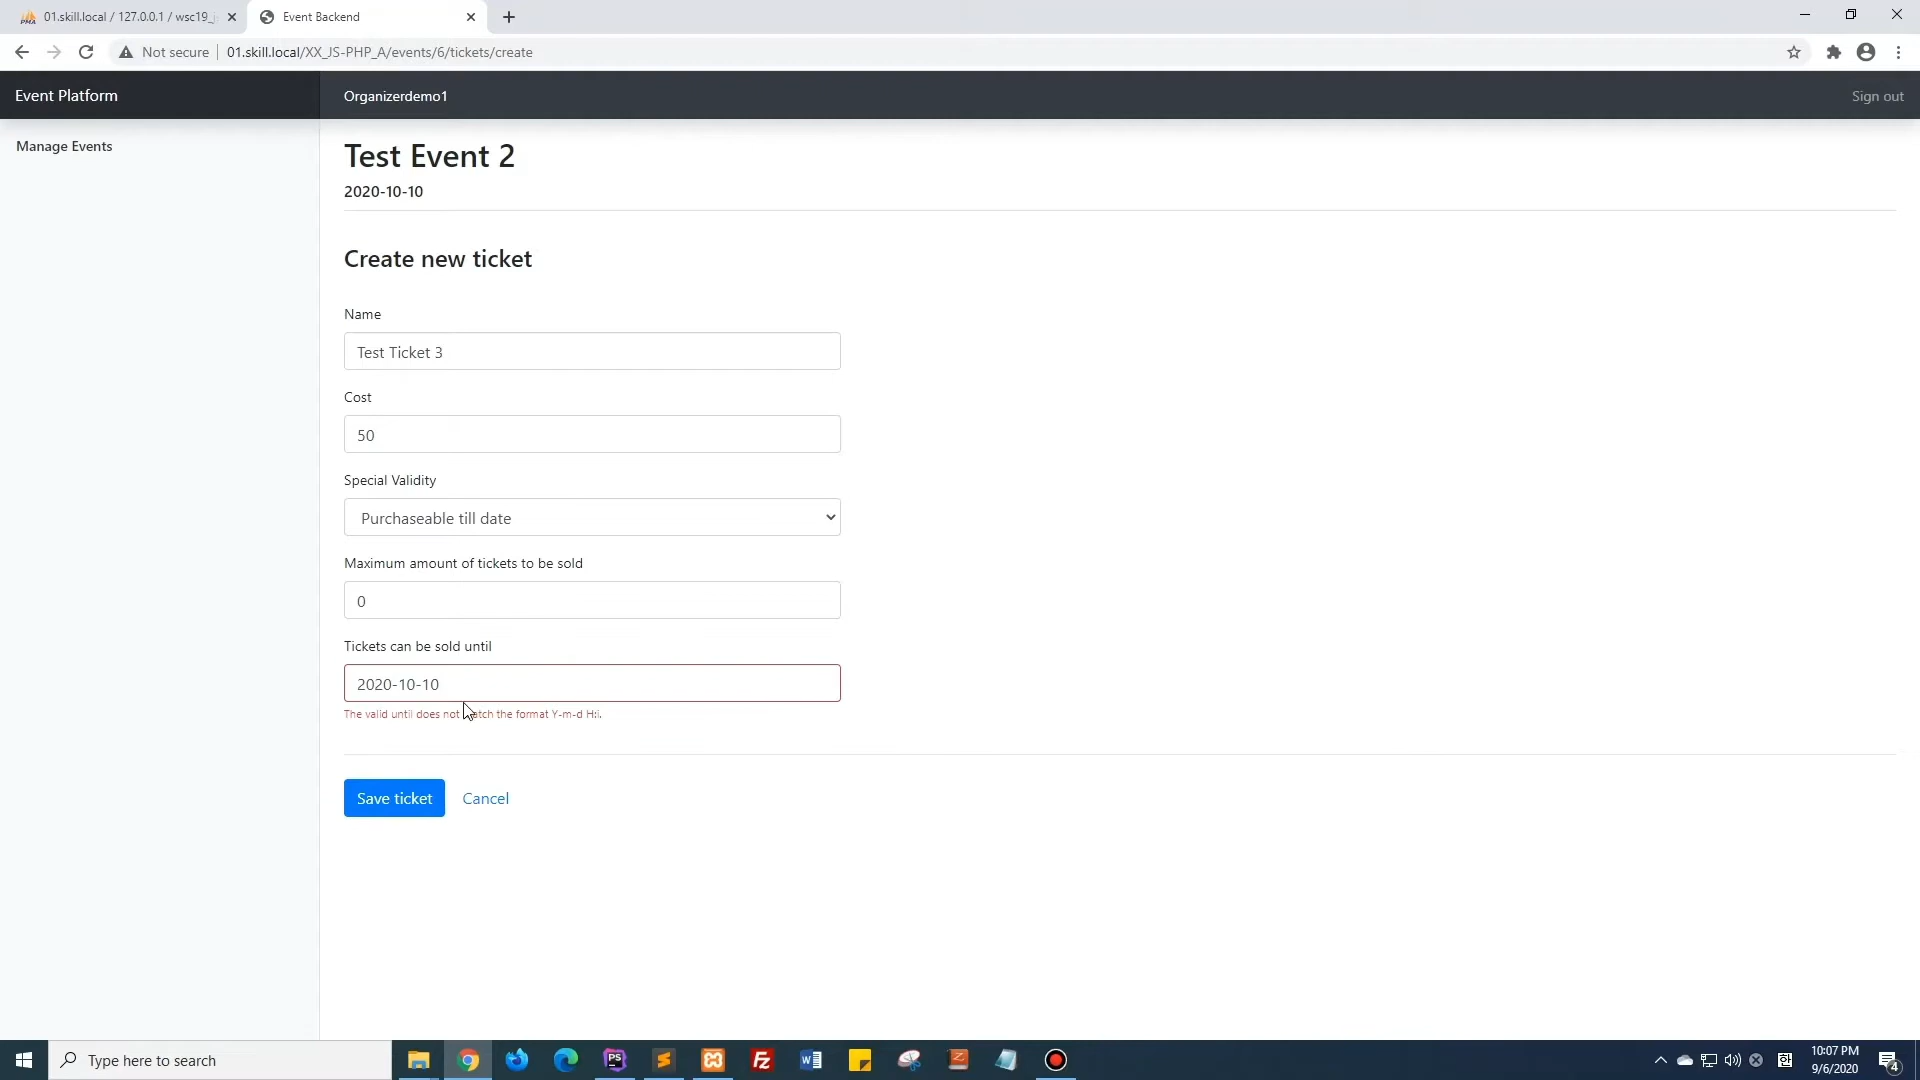 01.skill.local / 127.0.0.1 / wsc19_
Event Backend
Not secure
01.skill.local/XX_JS-PHP_A/events/6/tickets/create
Event Platform
Organizerdemo1
Sign out
Manage Events
Test Event 2
2020-10-10
Create new ticket
Name
Test Ticket 3
Cost
50
Special Validity
Purchaseable till date
Maximum amount of tickets to be sold
0
Tickets can be sold until
2020-10-10
The valid until does not match the format Y-m-d H:i.
Save ticket
Cancel
Type here to search
10:07 PM
9/6/2020
4